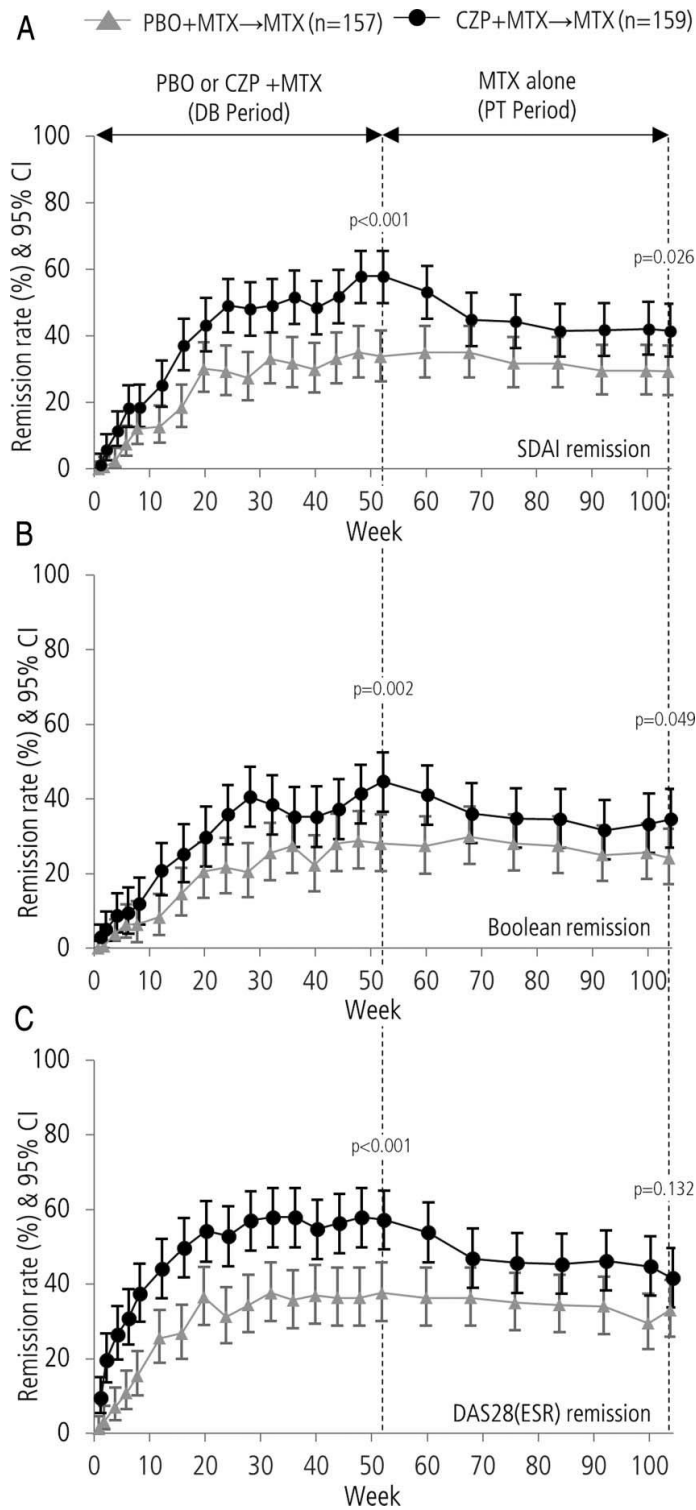 A
PBO+MTX→MTX (n=157) CZP+MTX→MTX (n=159)
PBO or CZP +MTX
(DB Period)
MTX alone
(PT Period)
Remission rate (%) & 95% CI
100
80
60
40
20
0
p<0.001
p=0.026
SDAI remission
0 10 20 30 40 50 60 70 80 90 100
Week
B
Remission rate (%) & 95% CI
100
80
60
40
20
0
p=0.002
p=0.049
Boolean remission
0 10 20 30 40 50 60 70 80 90 100
Week
C
Remission rate (%) & 95% CI
100
80
60
40
20
0
p<0.001
p=0.132
DAS28(ESR) remission
0 10 20 30 40 50 60 70 80 90 100
Week